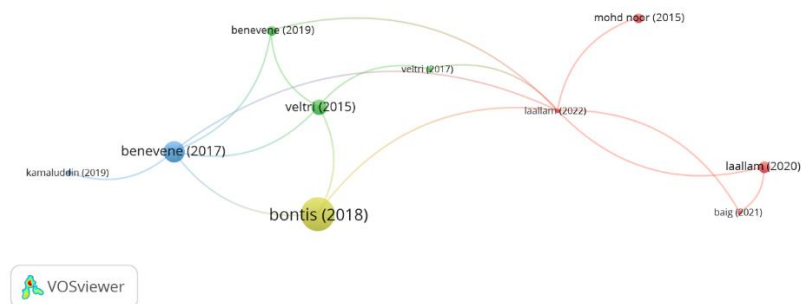 mohd noor (2015)
benevene (2019)
veltri (2017)
veltri (2015)
laallam (2022)
benevene (2017)
laallam (2020)
kamaluddin (2019)
baig (2021)
bontis (2018)
VOSviewer